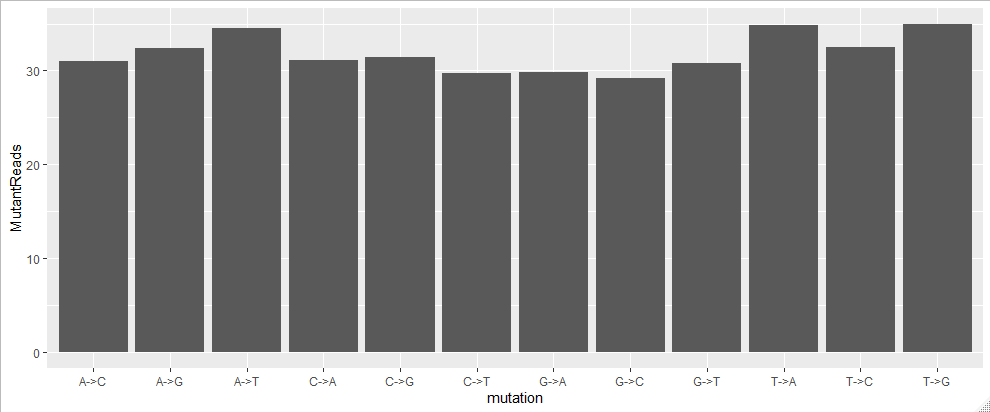 MutantReads
30
20
10
0
A->C A->G A->T C->A C->G C->T G->A G->C G->T T->A T->C T->G
mutation